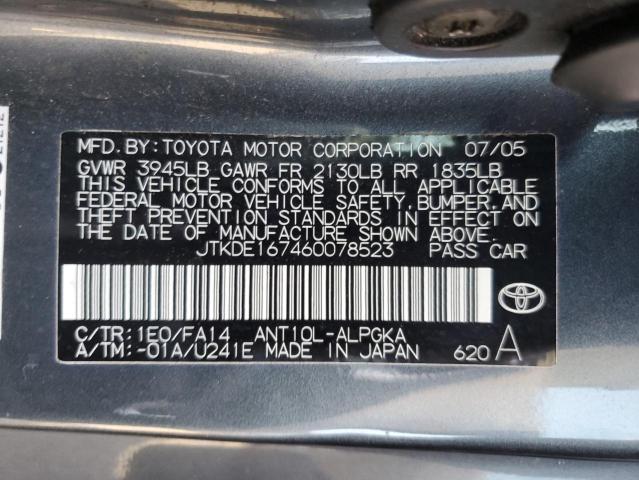 MFD. BY: TOYOTA MOTOR CORPORATION 07/05
GVWR 3945LB GAWR FR 2130LB RR 1835LB
THIS VEHICLE CONFORMS TO ALL APPLICABLE
FEDERAL MOTOR VEHICLE SAFETY, BUMPER, AND
THEFT PREVENTION STANDARDS IN EFFECT ON THE
DATE OF MANUFACTURE SHOWN ABOVE.
JTKDE167460078523 PASS CAR
C/TR: 1E0/FA14 ANT10L-ALPGKA
A/TM: -01A/U241E MADE IN JAPAN 620 A